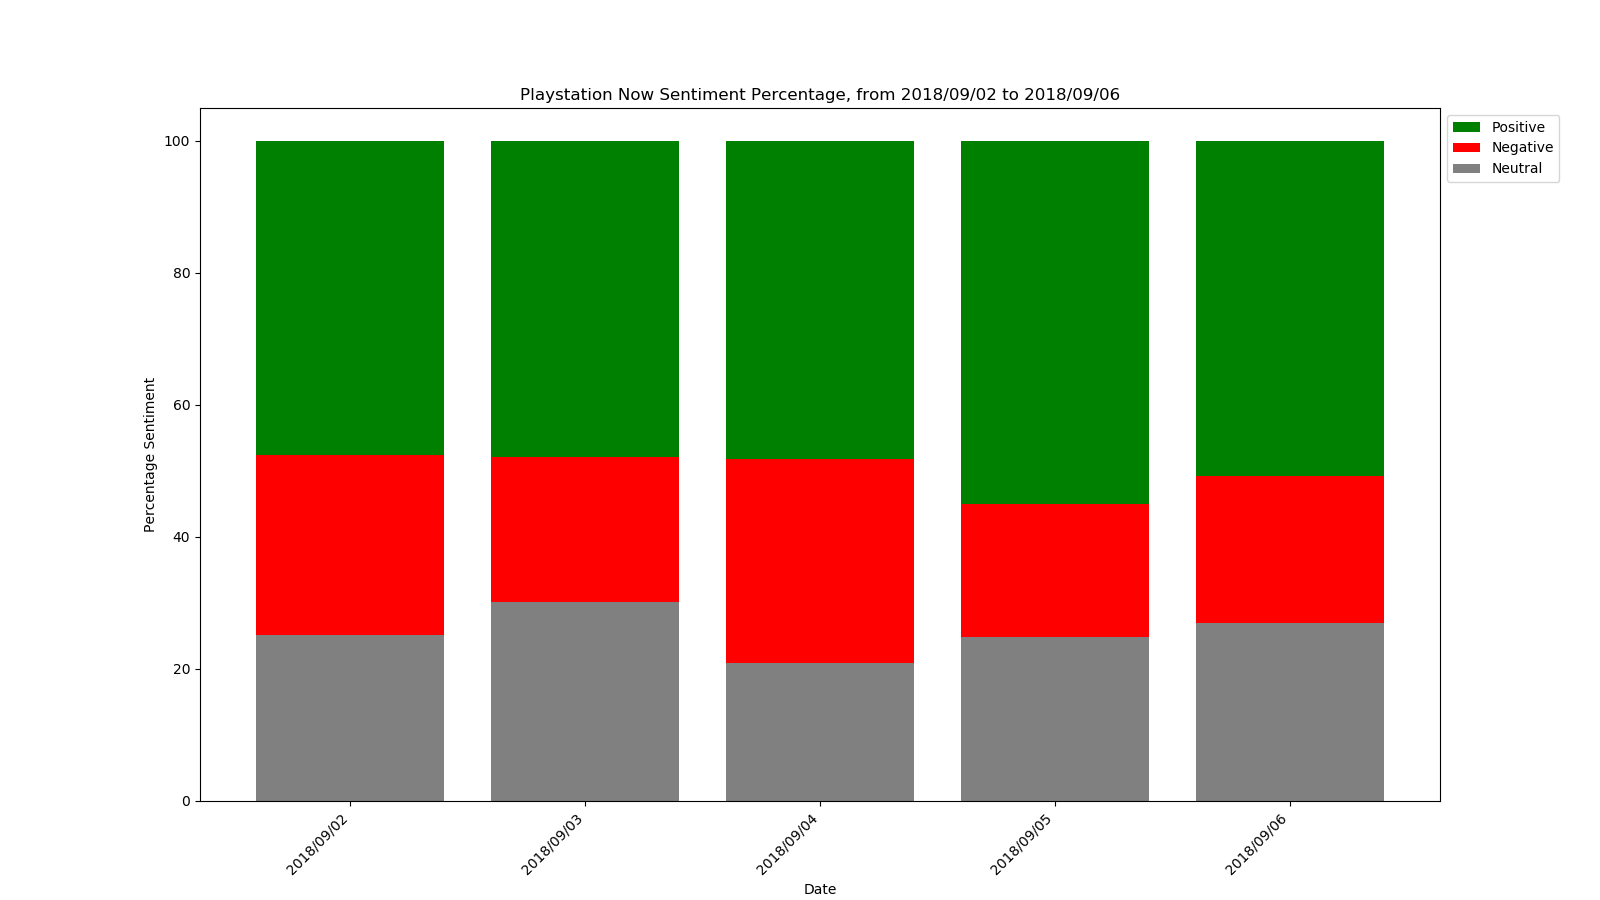 Playstation Now Sentiment Percentage, from 2018/09/02 to 2018/09/06
Positive
Negative
Neutral
Percentage Sentiment
100
80
60
40
20
0
2018/09/02
2018/09/03
2018/09/04
2018/09/05
2018/09/06
Date